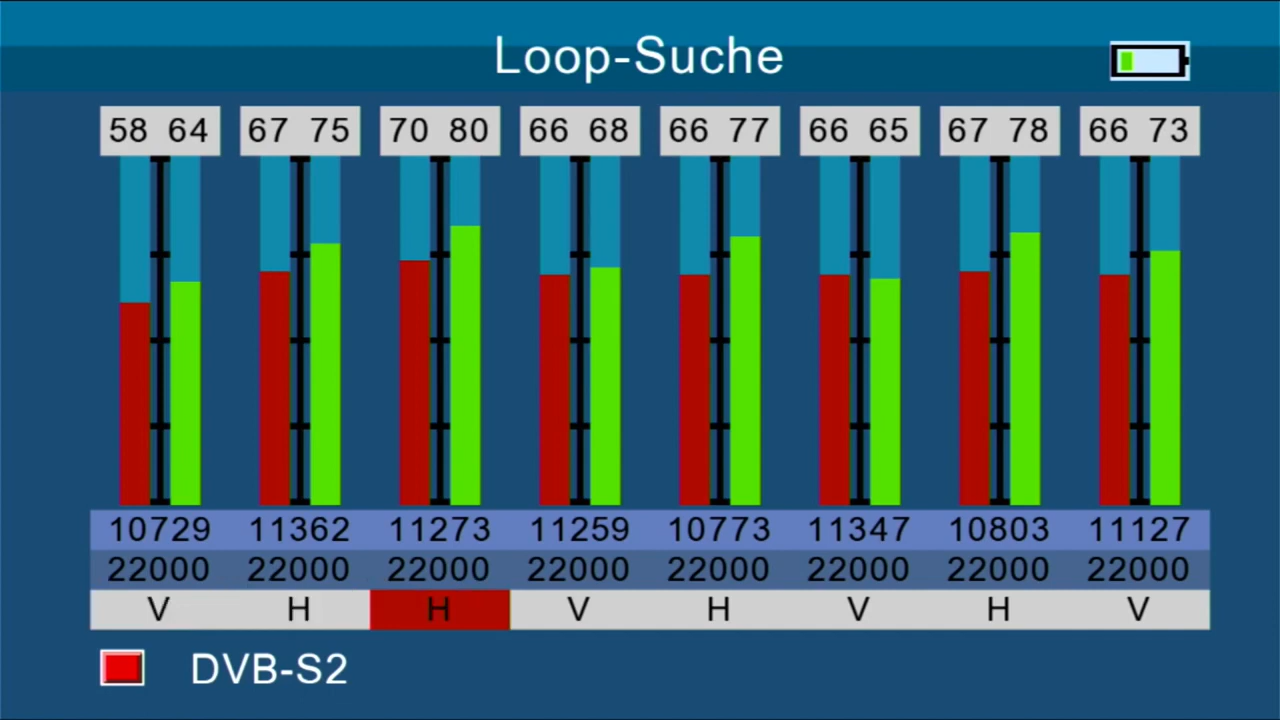 Loop-Suche
58 64 67 75 70 80 66 68 66 77 66 65 67 78 66 73
10729 11362 11273 11259 10773 11347 10803 11127
22000 22000 22000 22000 22000 22000 22000 22000
V H H V H V H V
DVB-S2